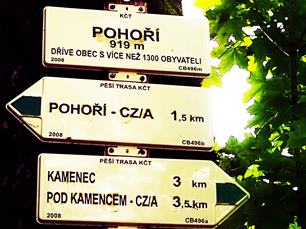 KČT
POHOŘÍ
919 m
DŘÍVE OBEC S VÍCE NEŽ 1300 OBYVATELI
2008 CB496m
PĚŠÍ TRASA KČT
POHOŘÍ - CZ/A 1,5 km
2008 CB496b
PĚŠÍ TRASA KČT
KAMENEC 3 km
POD KAMENCEM - CZ/A 3,5 km
2008 CB496a